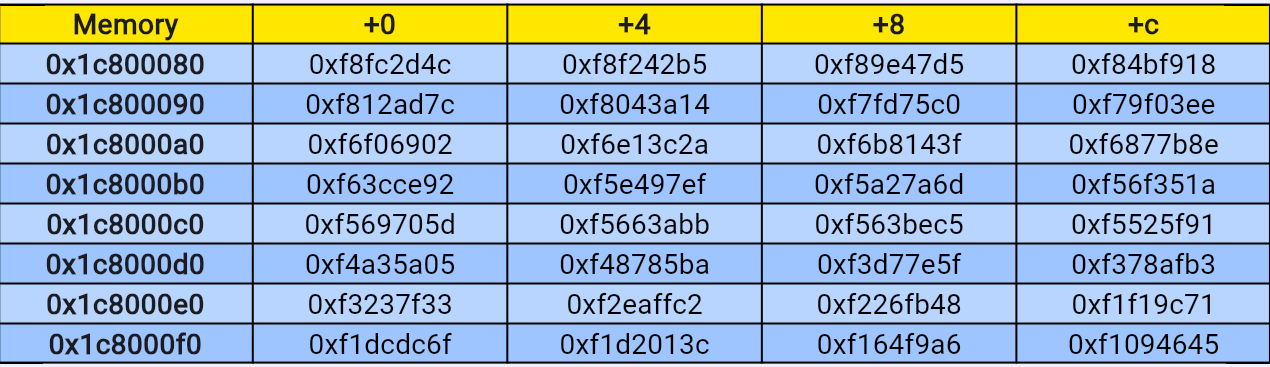 Memory +0 +4 +8 +c
0x1c800080 0xf8fc2d4c 0xf8f242b5 0xf89e47d5 0xf84bf918
0x1c800090 0xf812ad7c 0xf8043a14 0xf7fd75c0 0xf79f03ee
0x1c8000a0 0xf6f06902 0xf6e13c2a 0xf6b8143f 0xf6877b8e
0x1c8000b0 0xf63cce92 0xf5e497ef 0xf5a27a6d 0xf56f351a
0x1c8000c0 0xf569705d 0xf5663abb 0xf563bec5 0xf5525f91
0x1c8000d0 0xf4a35a05 0xf48785ba 0xf3d77e5f 0xf378afb3
0x1c8000e0 0xf3237f33 0xf2eaffc2 0xf226fb48 0xf1f19c71
0x1c8000f0 0xf1dcdc6f 0xf1d2013c 0xf164f9a6 0xf1094645